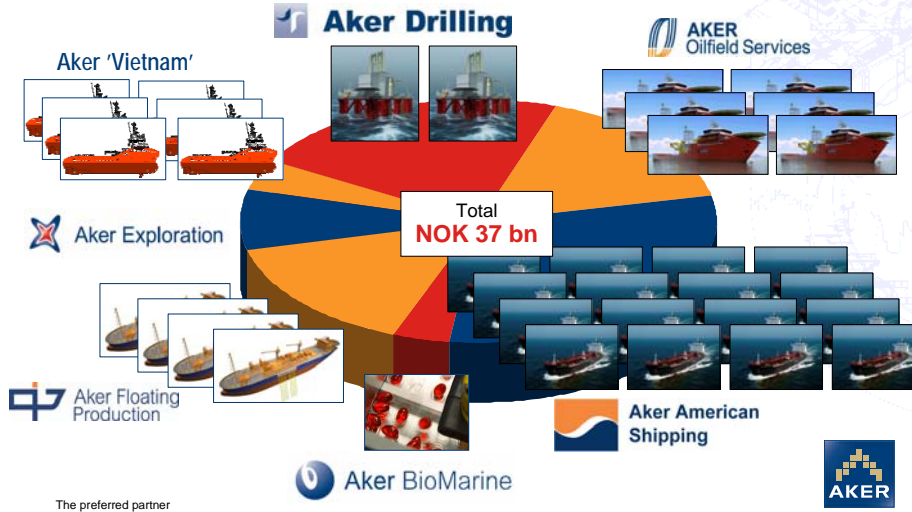 Aker Drilling
AKER
Oilfield Services
Aker 'Vietnam'
Total
NOK 37 bn
Aker Exploration
Aker Floating
Production
Aker American
Shipping
Aker BioMarine
AKER
The preferred partner